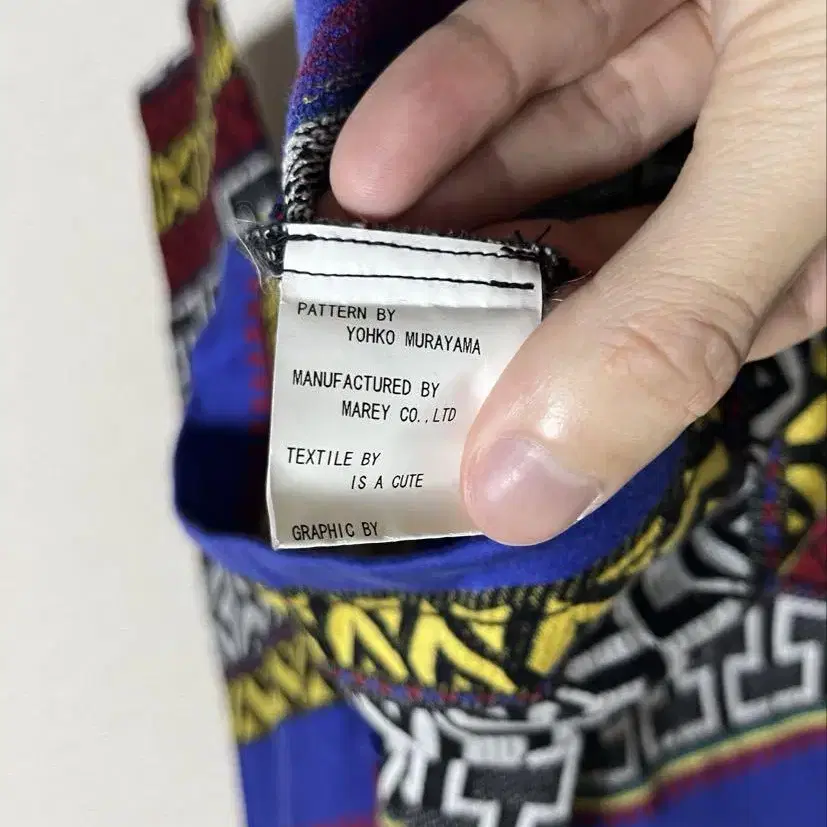 PATTERN BY
YOHKO MURAYAMA
MANUFACTURED BY
MAREY CO.,LTD
TEXTILE BY
IS A CUTE
GRAPHIC BY